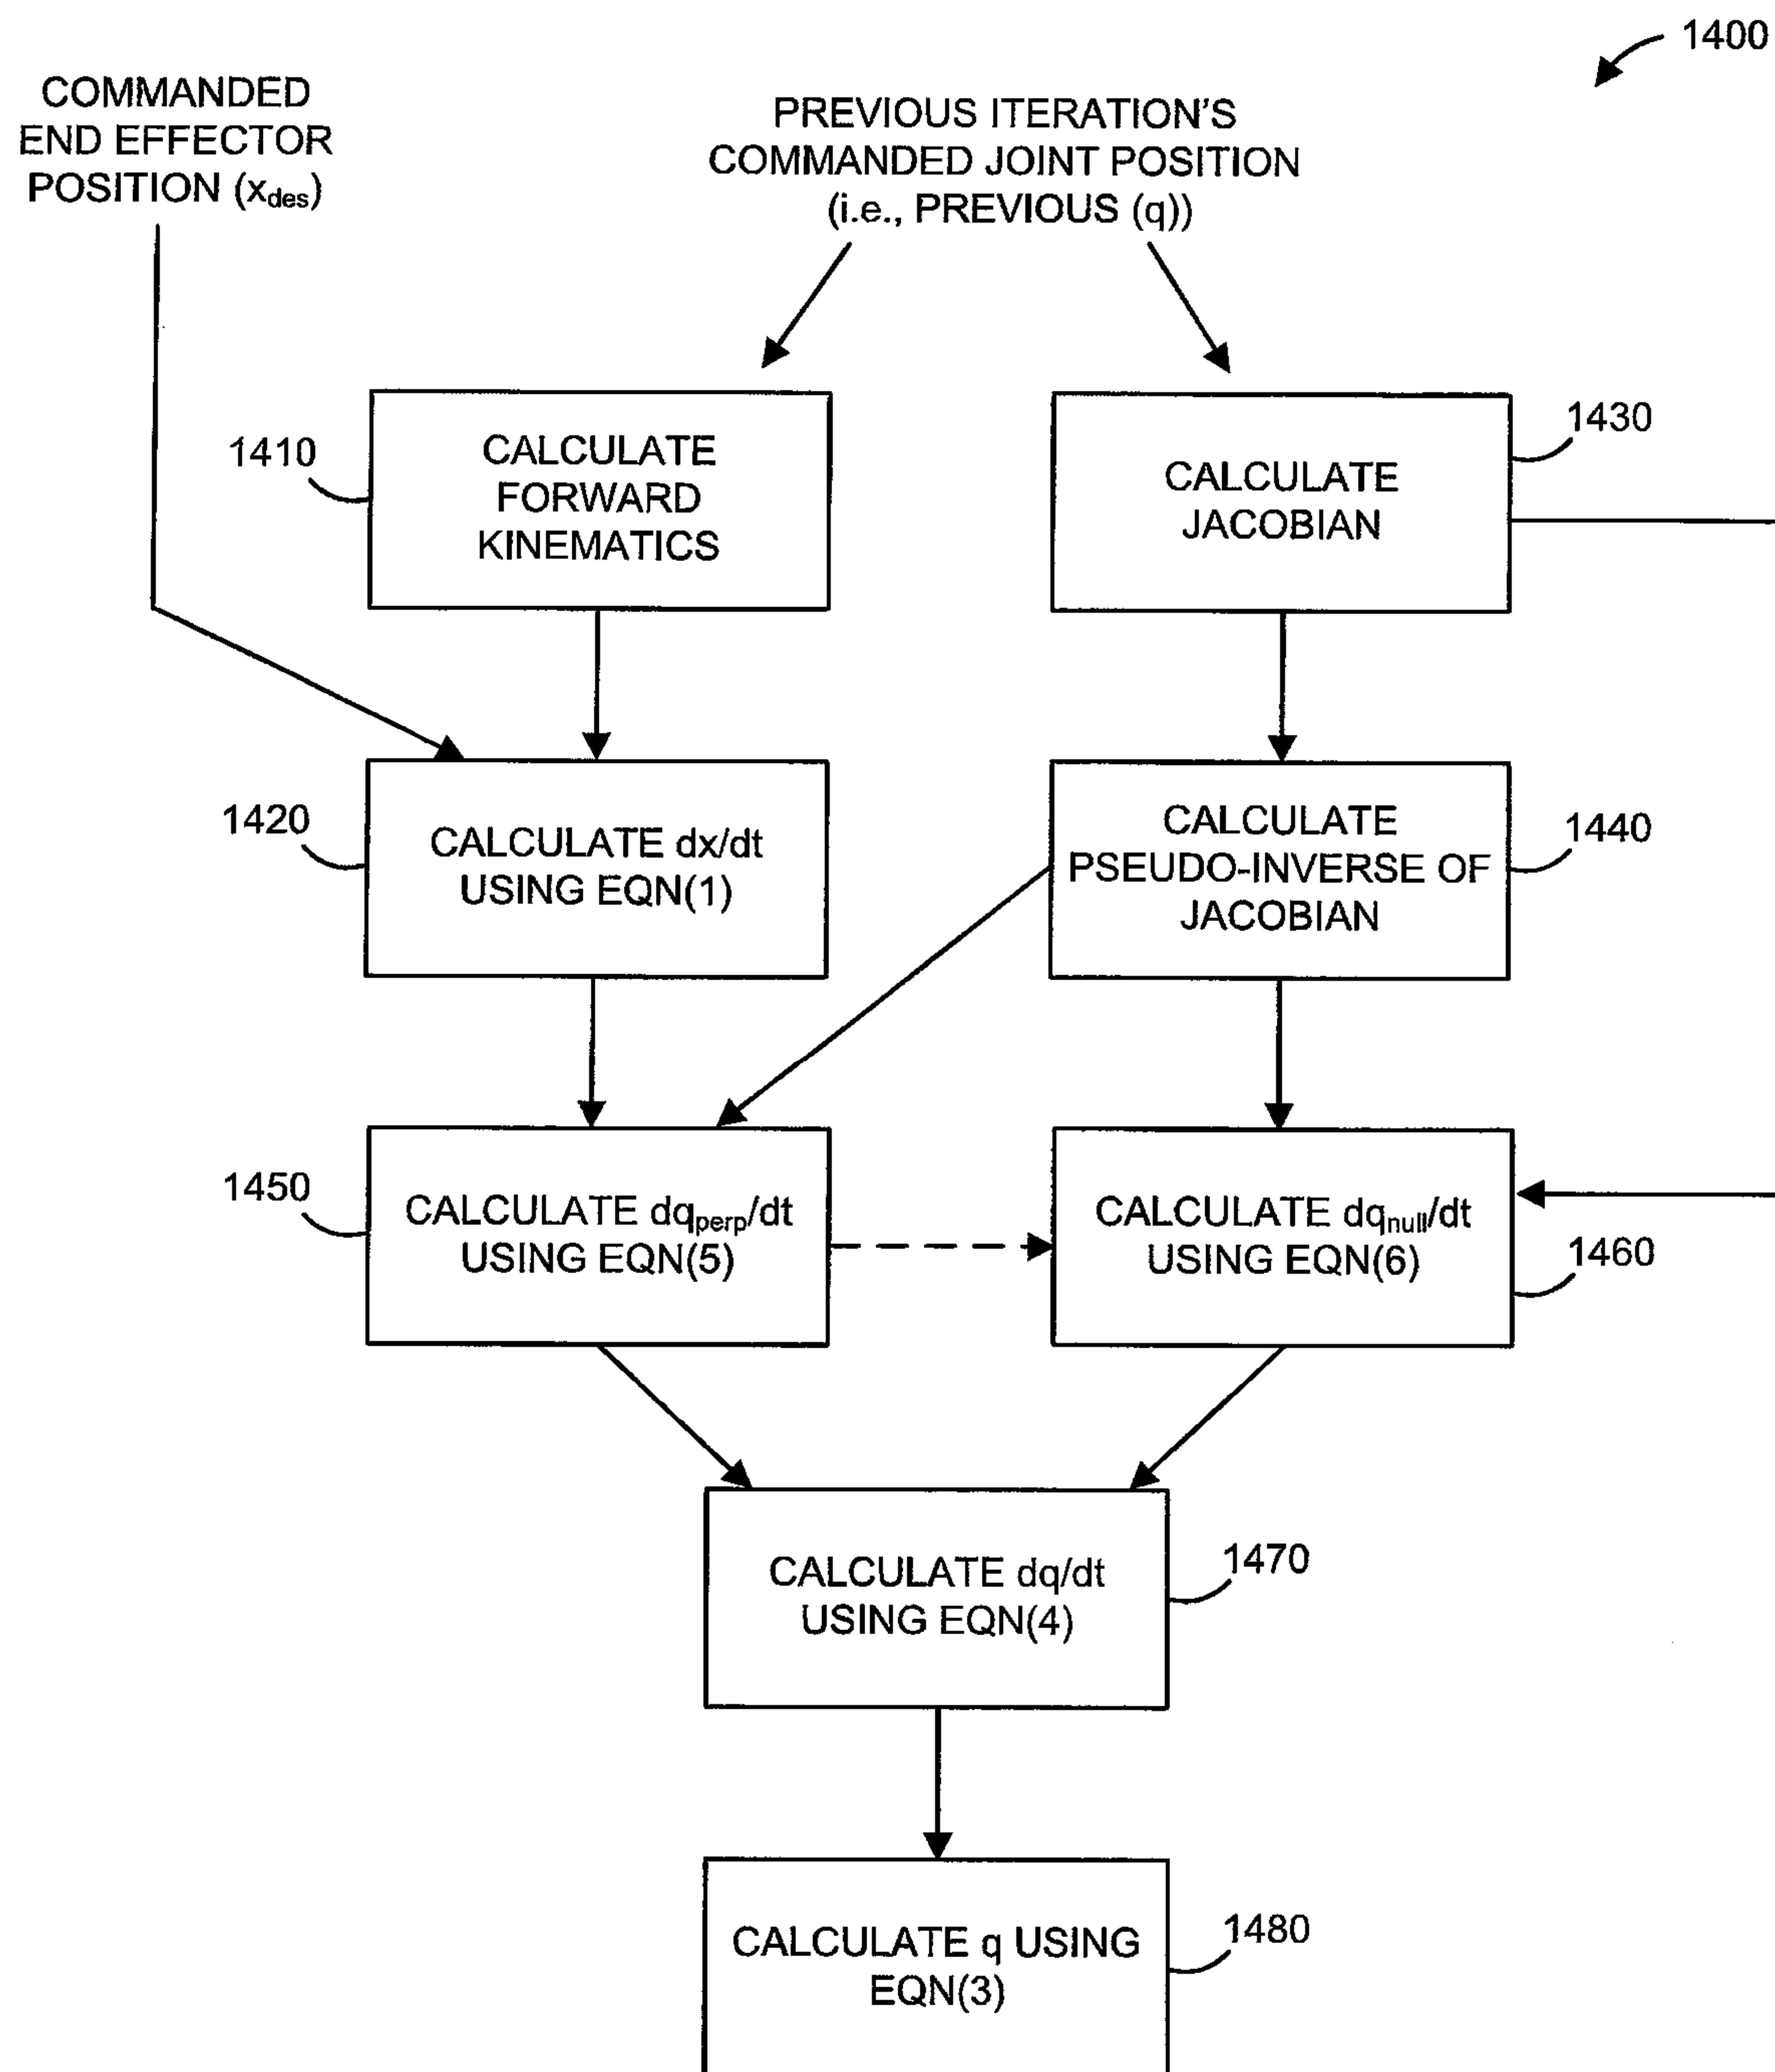 1400
COMMANDED
END EFFECTOR
POSITION (xdes)
PREVIOUS ITERATION'S
COMMANDED JOINT POSITION
(i.e., PREVIOUS (q))
1410
CALCULATE
FORWARD
KINEMATICS
1430
CALCULATE
JACOBIAN
1420
CALCULATE dx/dt
USING EQN(1)
1440
CALCULATE
PSEUDO-INVERSE OF
JACOBIAN
1450
CALCULATE dqperp/dt
USING EQN(5)
CALCULATE dqnull/dt
USING EQN(6)
1460
CALCULATE dq/dt
USING EQN(4)
1470
CALCULATE q USING
EQN(3)
1480